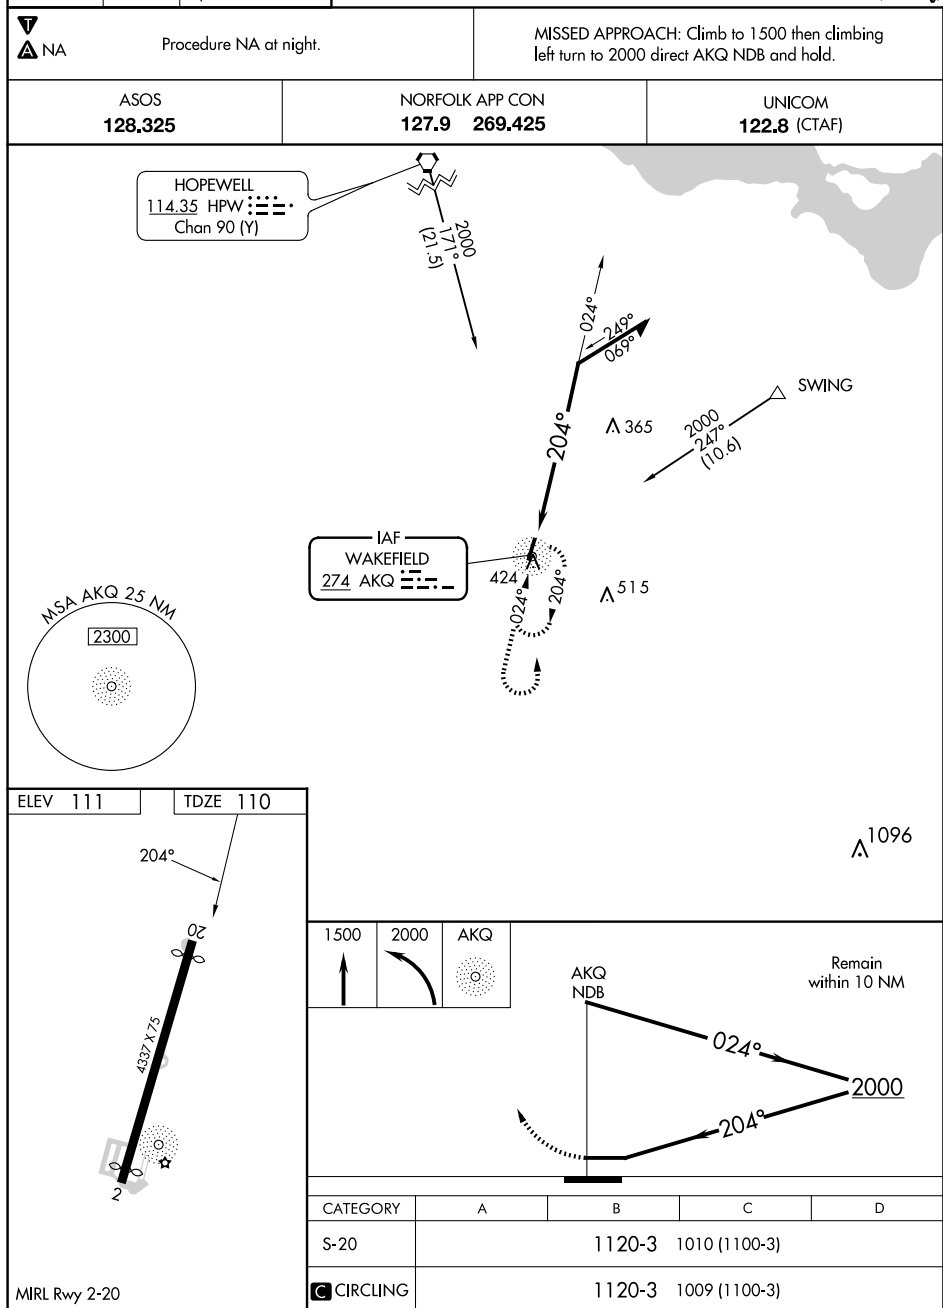 T
A NA
Procedure NA at night.
MISSED APPROACH: Climb to 1500 then climbing
left turn to 2000 direct AKQ NDB and hold.
ASOS
128.325
NORFOLK APP CON
127.9 269.425
UNICOM
122.8 (CTAF)
HOPEWELL
114.35 HPW
Chan 90 (Y)
2000
171°
(21.5)
024°
249°
069°
SWING
2000
247°
(10.6)
365
204°
IAF
WAKEFIELD
274 AKQ
424
024°
204°
515
MSA AKQ 25 NM
2300
1096
ELEV 111
TDZE 110
204°
20
4337 X 75
2
MIRL Rwy 2-20
1500
2000
AKQ
AKQ
NDB
Remain
within 10 NM
024°
2000
204°
CATEGORY A B C D
S-20 1120-3 1010 (1100-3)
C CIRCLING 1120-3 1009 (1100-3)